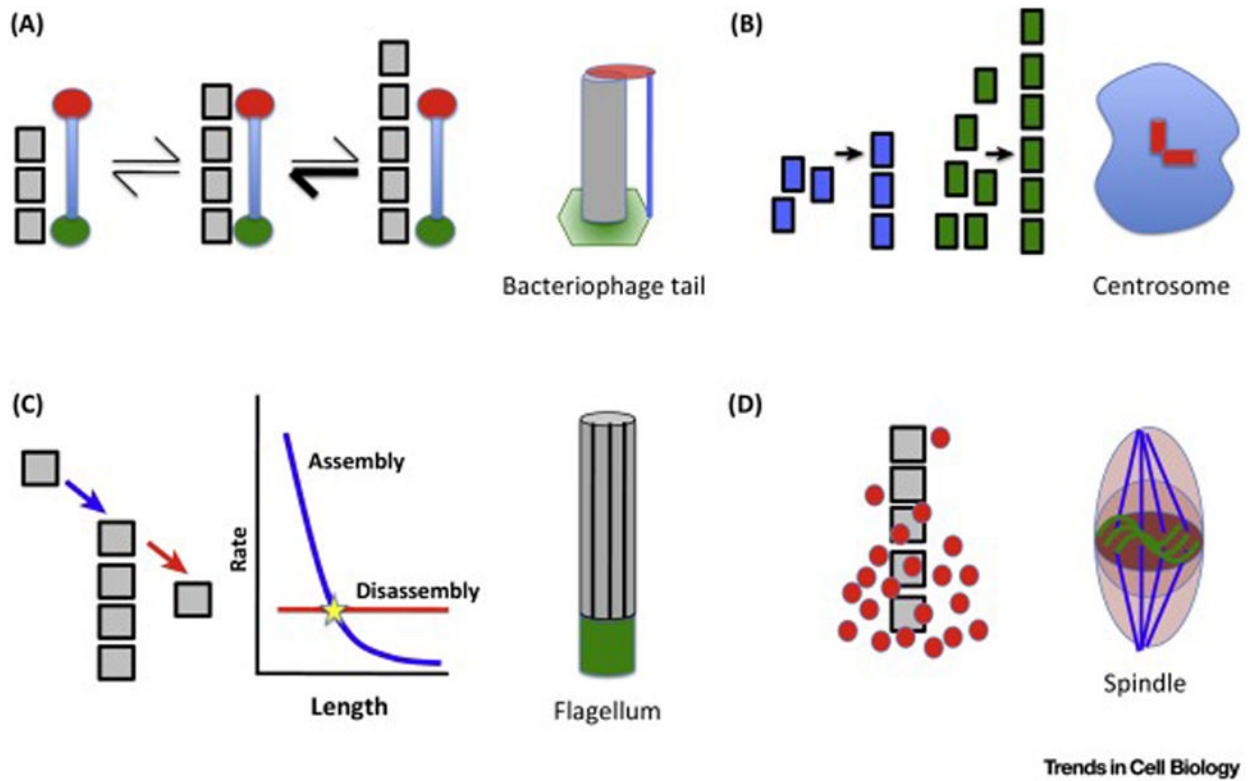 (A)
(B)
Bacteriophage tail
Centrosome
(C)
(D)
Assembly
Rate
Disassembly
Length
Flagellum
Spindle
Trends in Cell Biology